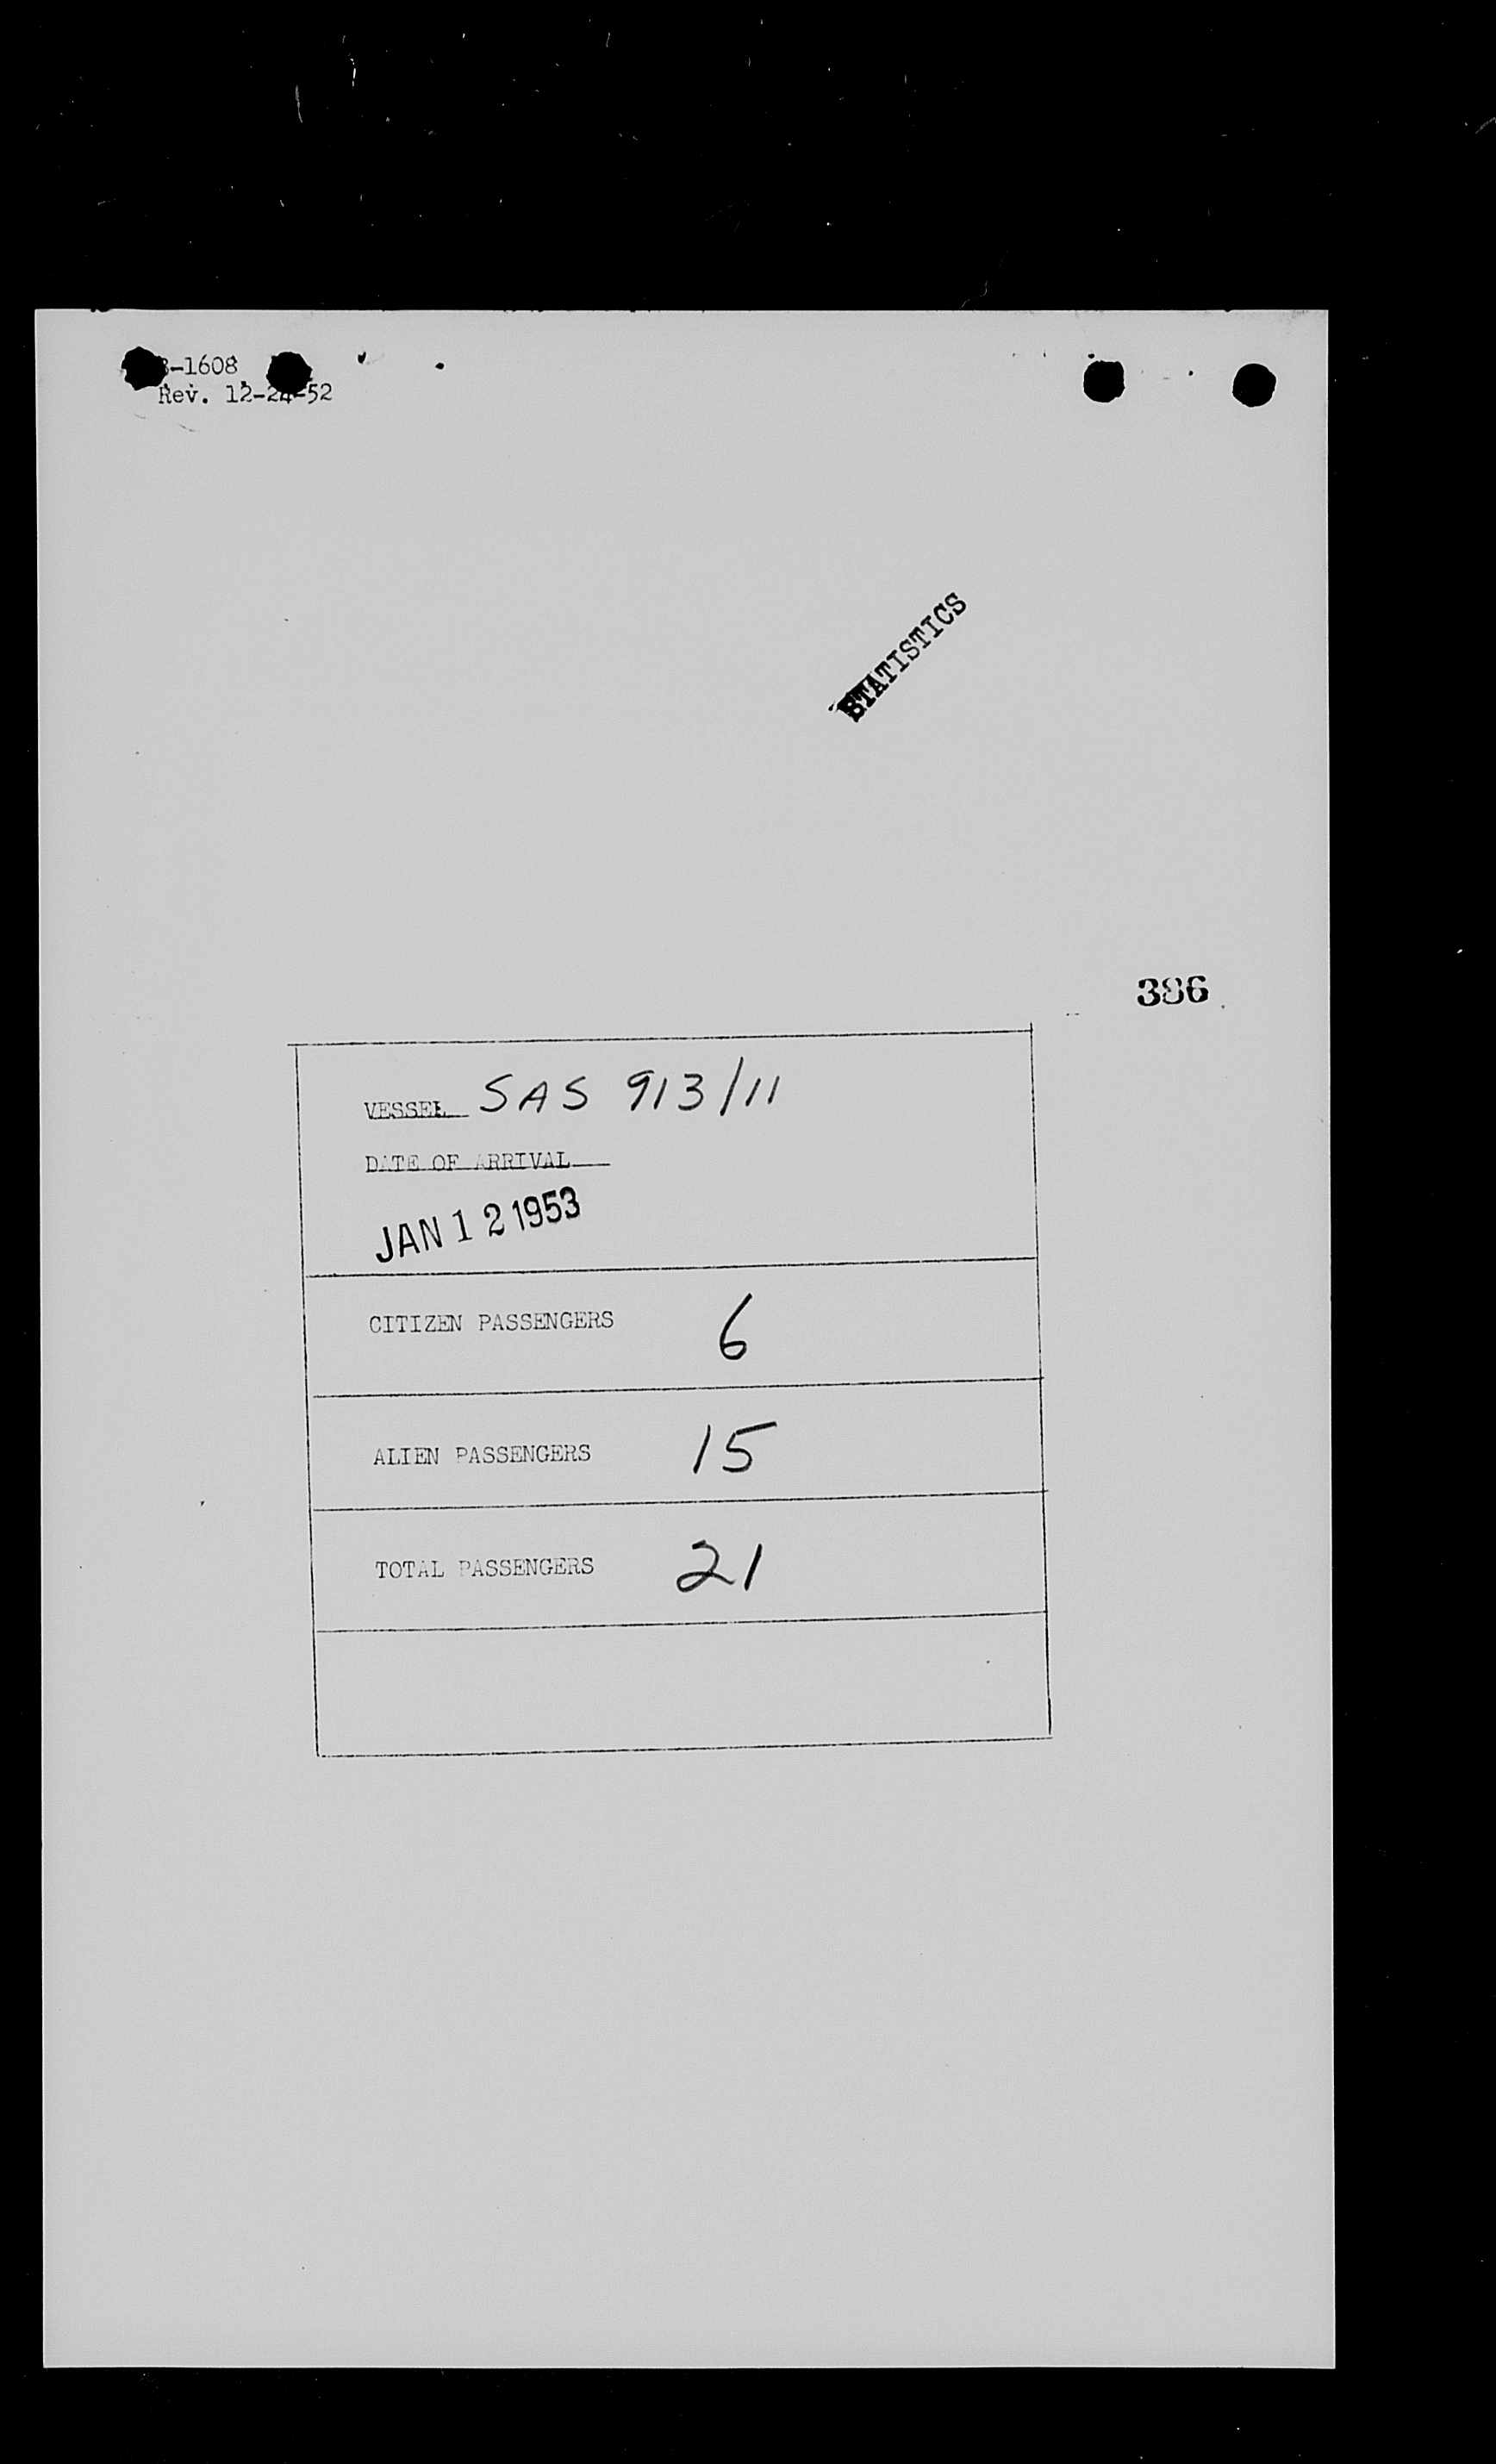 -1608
Rev. 12-24-52
STATISTICS
386
VESSEL SAS 913/11
DATE OF ARRIVAL
JAN 12 1953
CITIZEN PASSENGERS 6
ALIEN PASSENGERS 15
TOTAL PASSENGERS 21